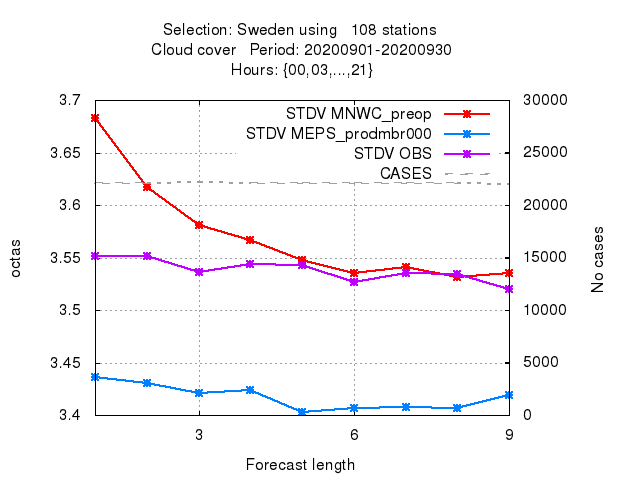 Selection: Sweden using   108 stations
Cloud cover   Period: 20200901-20200930
Hours: {00,03,...,21}
3.7
3.65
3.6
3.55
3.5
3.45
3.4
30000
25000
20000
15000
10000
5000
0
STDV MNWC_preop
STDV MEPS_prodmbr000
STDV OBS
CASES
octas
No cases
3
6
9
Forecast length